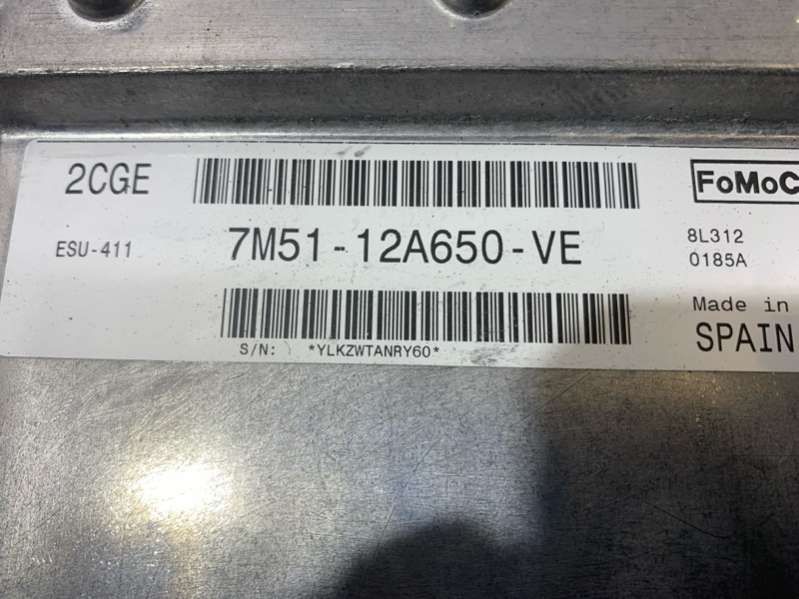 2CGE
FoMoC
ESU-411
7M51-12A650-VE
8L312
0185A
Made in
SPAIN
S/N: *YLKZWTANRY60*